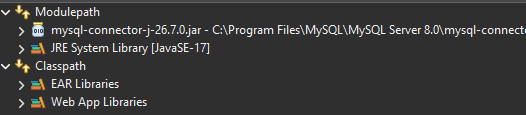 Modulepath
mysql-connector-j-26.7.0.jar - C:\Program Files\MySQL\MySQL Server 8.0\mysql-connecto
JRE System Library [JavaSE-17]
Classpath
EAR Libraries
Web App Libraries